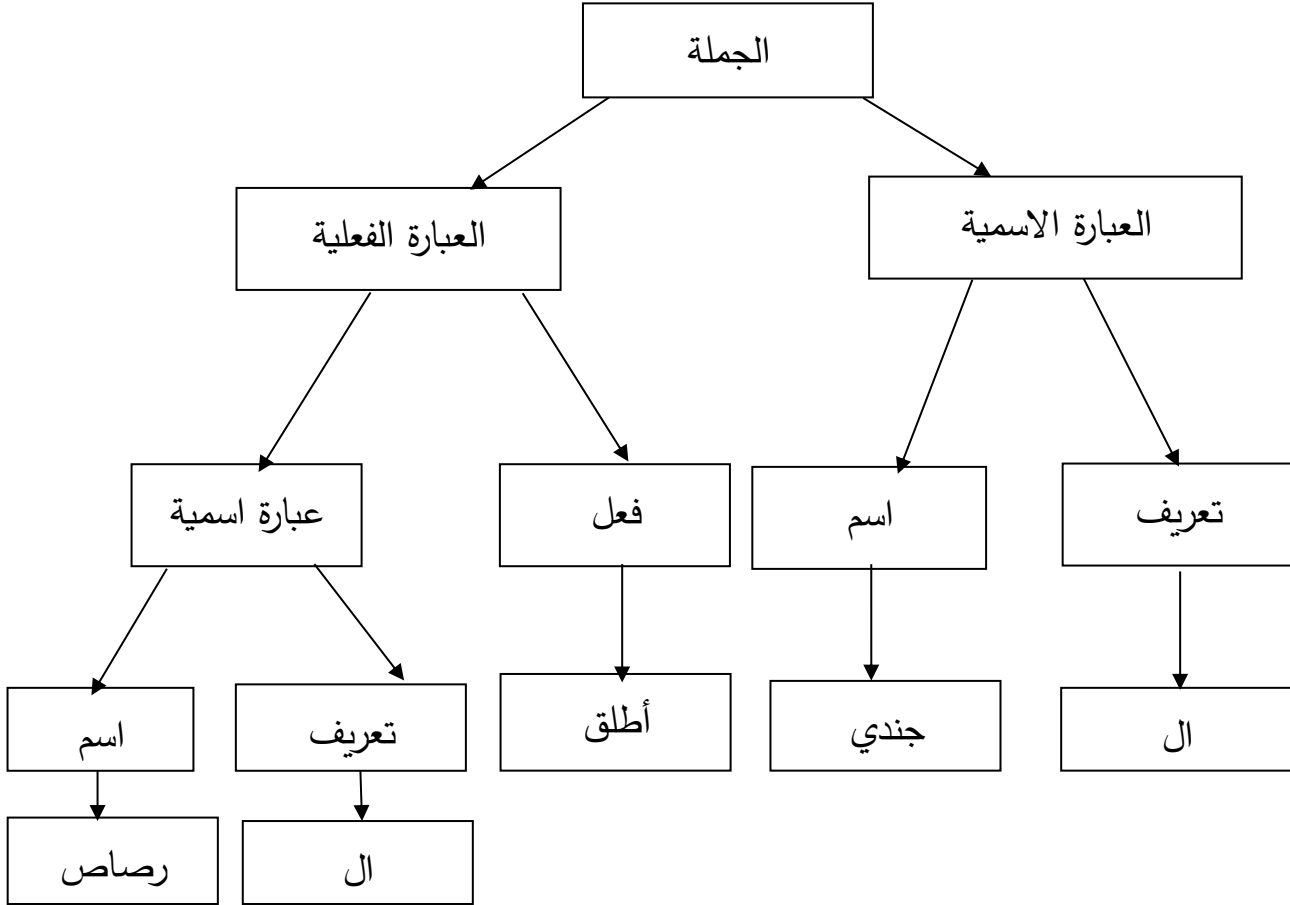 الجملة
العبارة الاسمية
العبارة الفعلية
تعريف
اسم
فعل
عبارة اسمية
ال
جندي
أطلق
تعريف
اسم
ال
رصاص